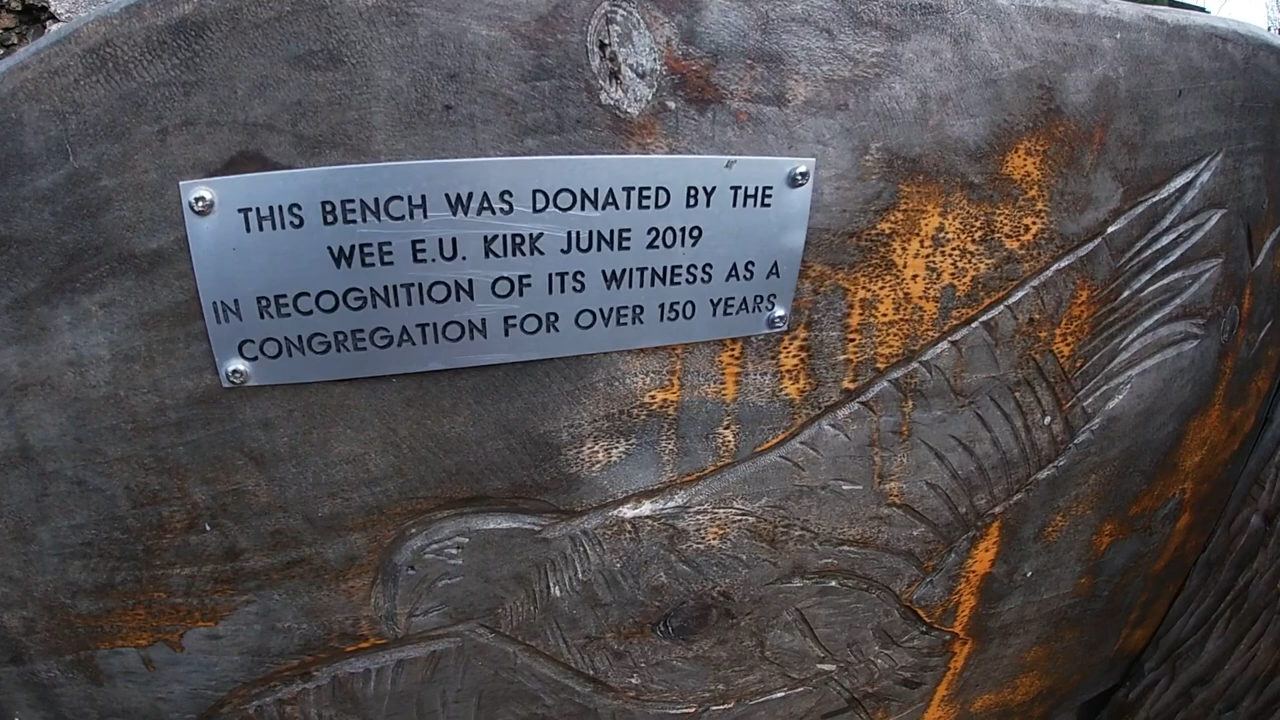 THIS BENCH WAS DONATED BY THE
WEE E.U. KIRK JUNE 2019
IN RECOGNITION OF ITS WITNESS AS A
CONGREGATION FOR OVER 150 YEARS